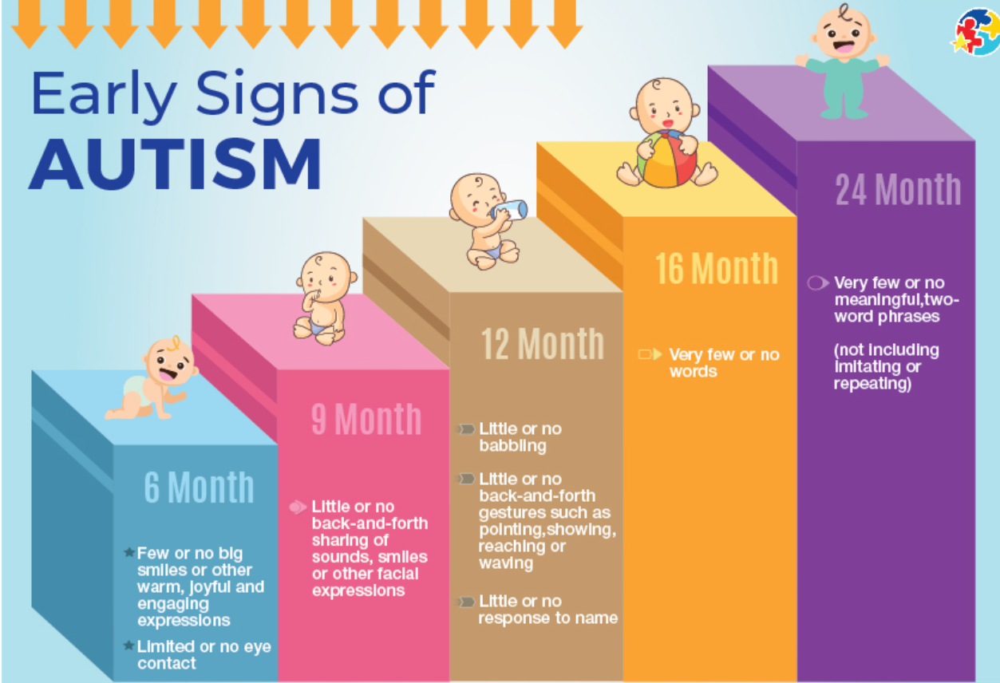 Early Signs of
AUTISM
6 Month
Few or no big
smiles or other
warm, joyful and
engaging
expressions
Limited or no eye
contact
9 Month
Little or no
back-and-forth
sharing of
sounds, smiles
or other facial
expressions
12 Month
Little or no
babbling
Little or no
back-and-forth
gestures such as
pointing,showing,
reaching or
waving
Little or no
response to name
16 Month
Very few or no
words
24 Month
Very few or no
meaningful,two-
word phrases
(not including
imitating or
repeating)